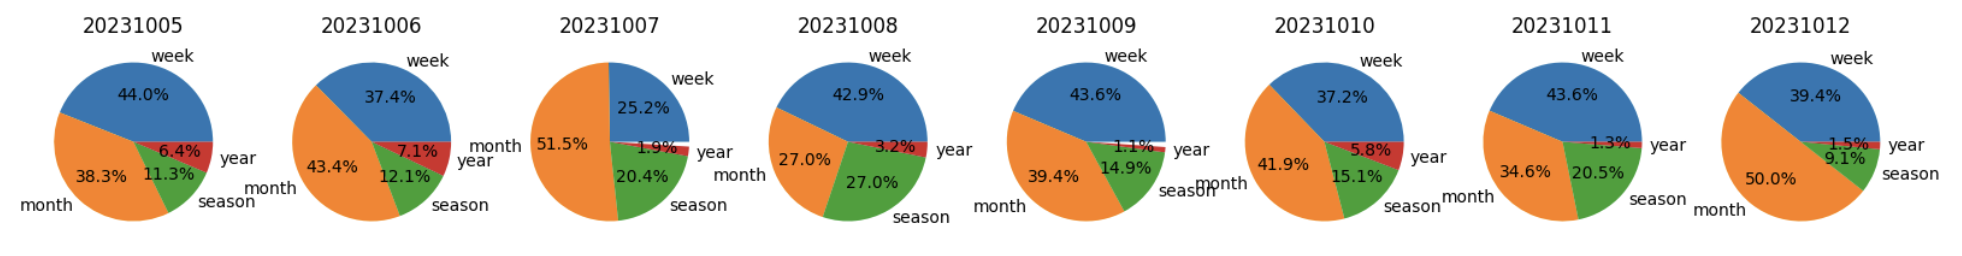 20231005
week
44.0%
6.4%
year
38.3%
11.3%
season
month
20231006
week
37.4%
7.1%
year
43.4%
12.1%
month
season
20231007
week
25.2%
month
51.5%
1.9%
year
20.4%
season
20231008
week
42.9%
3.2%
year
27.0%
month
27.0%
season
20231009
week
43.6%
1.1%
year
39.4%
14.9%
season
month
20231010
week
37.2%
5.8%
year
41.9%
15.1%
month
season
20231011
week
43.6%
1.3%
year
34.6%
20.5%
month
season
20231012
week
39.4%
1.5%
year
9.1%
season
50.0%
month